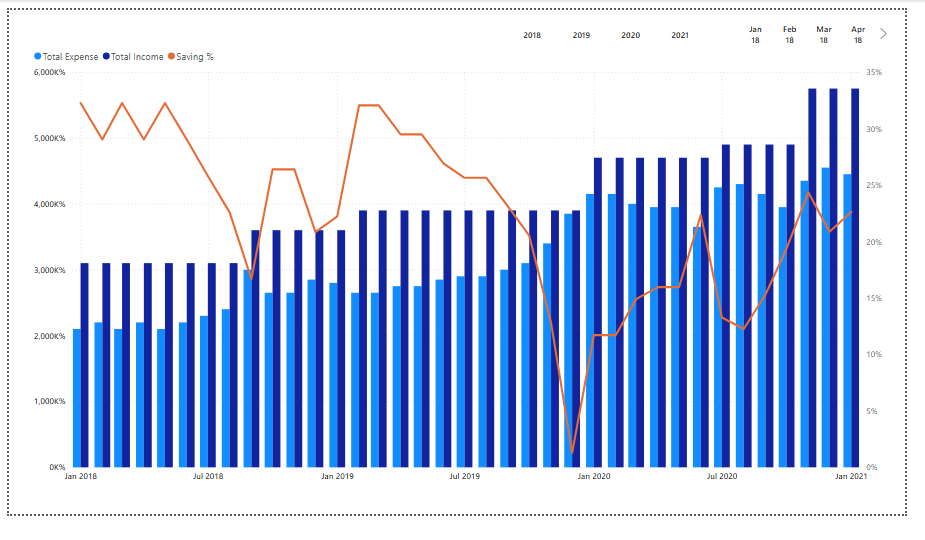 2018 2019 2020 2021 Jan 18 Feb 18 Mar 18 Apr 18
Total Expense Total Income Saving %
6,000K% 35%
30%
5,000K%
25%
4,000K%
20%
3,000K%
15%
2,000K%
10%
1,000K%
5%
0K% 0%
Jan 2018 Jul 2018 Jan 2019 Jul 2019 Jan 2020 Jul 2020 Jan 2021